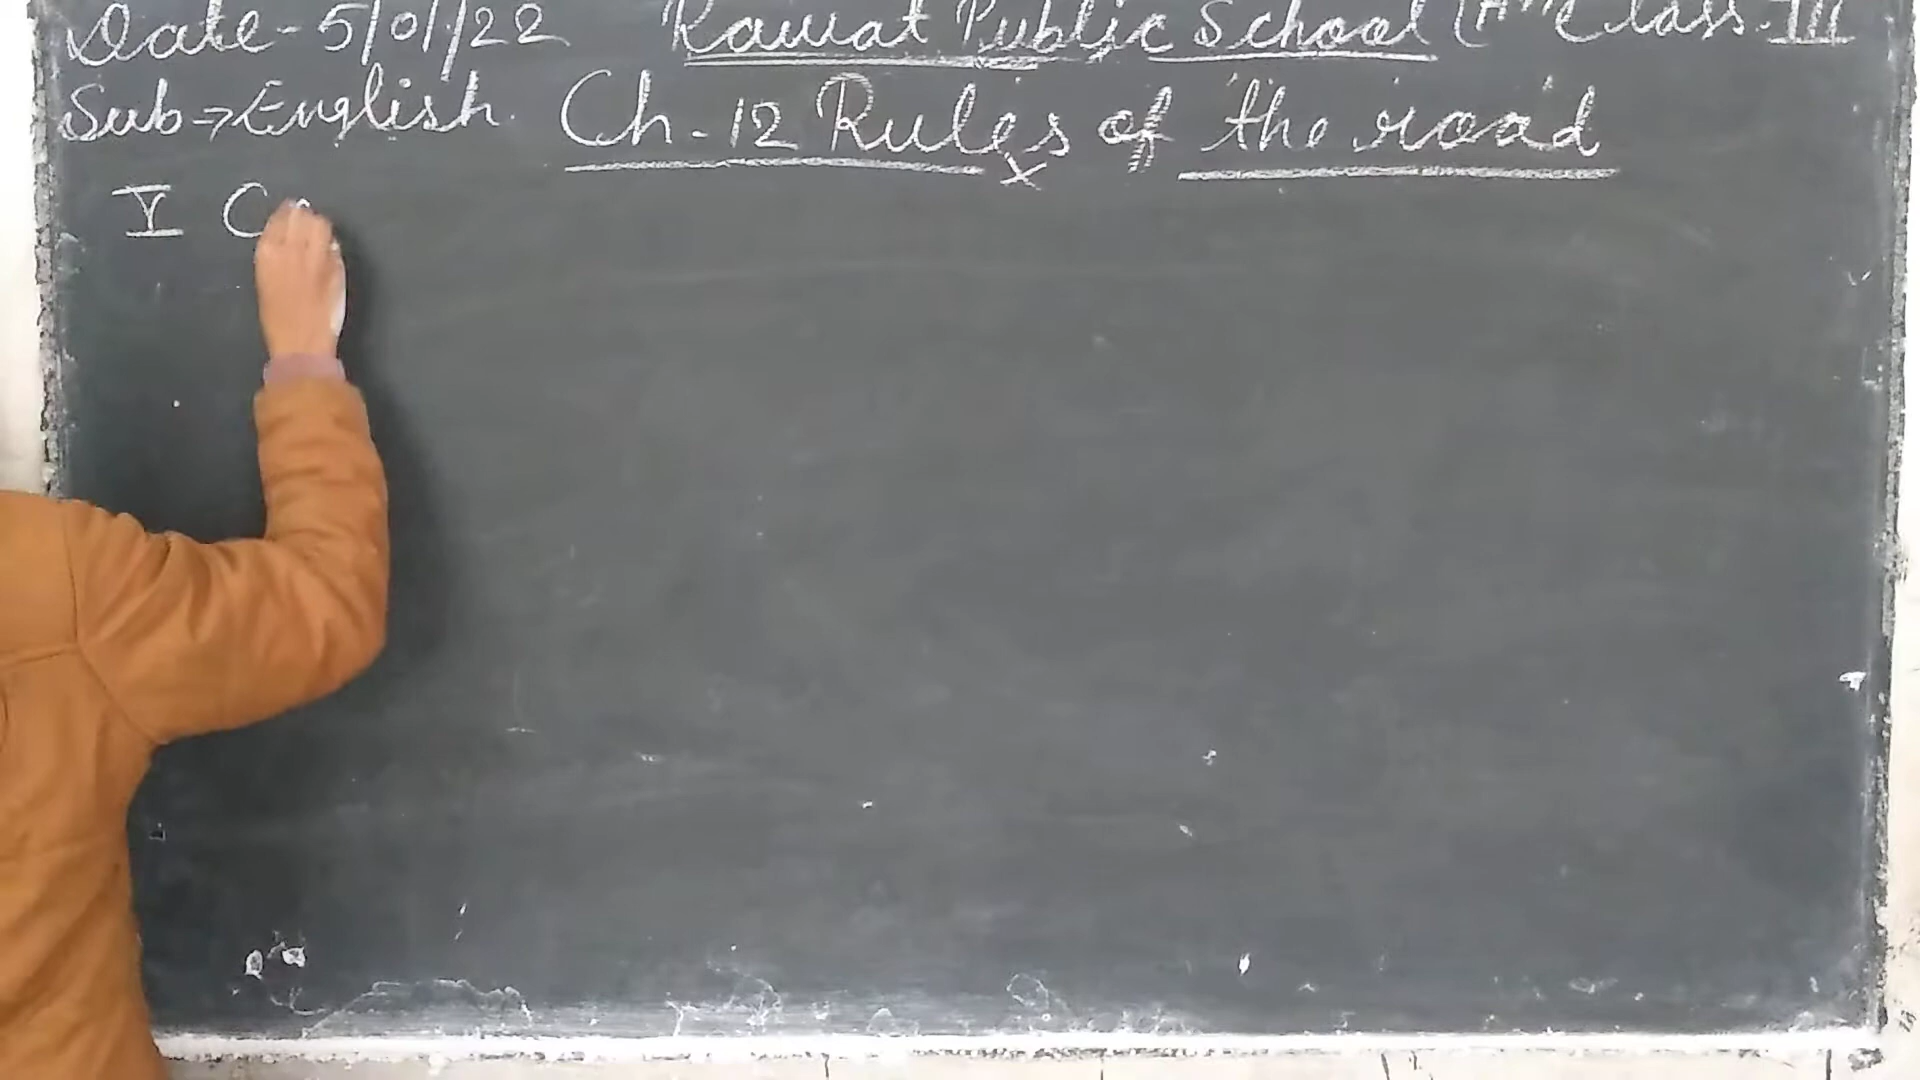 Date-5/01/22 Rawat Public School Class-III
Sub→English. Ch-12 Rules of the road
V